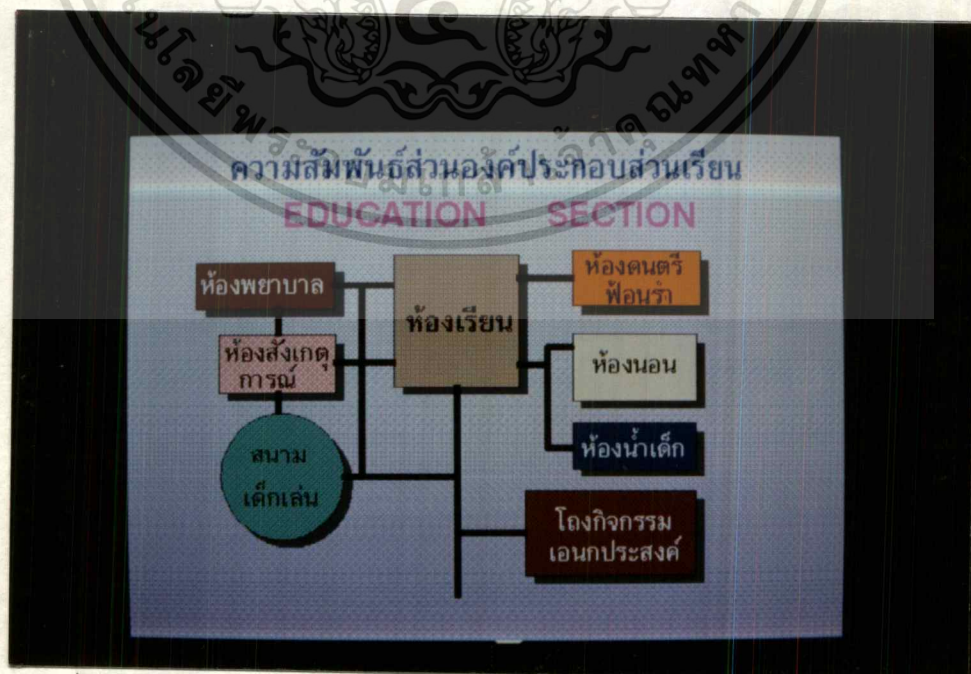 ความสัมพันธ์ส่วนองค์ประกอบส่วนเรียน
EDUCATION SECTION
ห้องพยาบาล
ห้องสังเกตุ
การณ์
สนาม
เด็กเล่น
ห้องเรียน
ห้องดนตรี
ฟ้อนรำ
ห้องนอน
ห้องน้ำเด็ก
โถงกิจกรรม
เอนกประสงค์